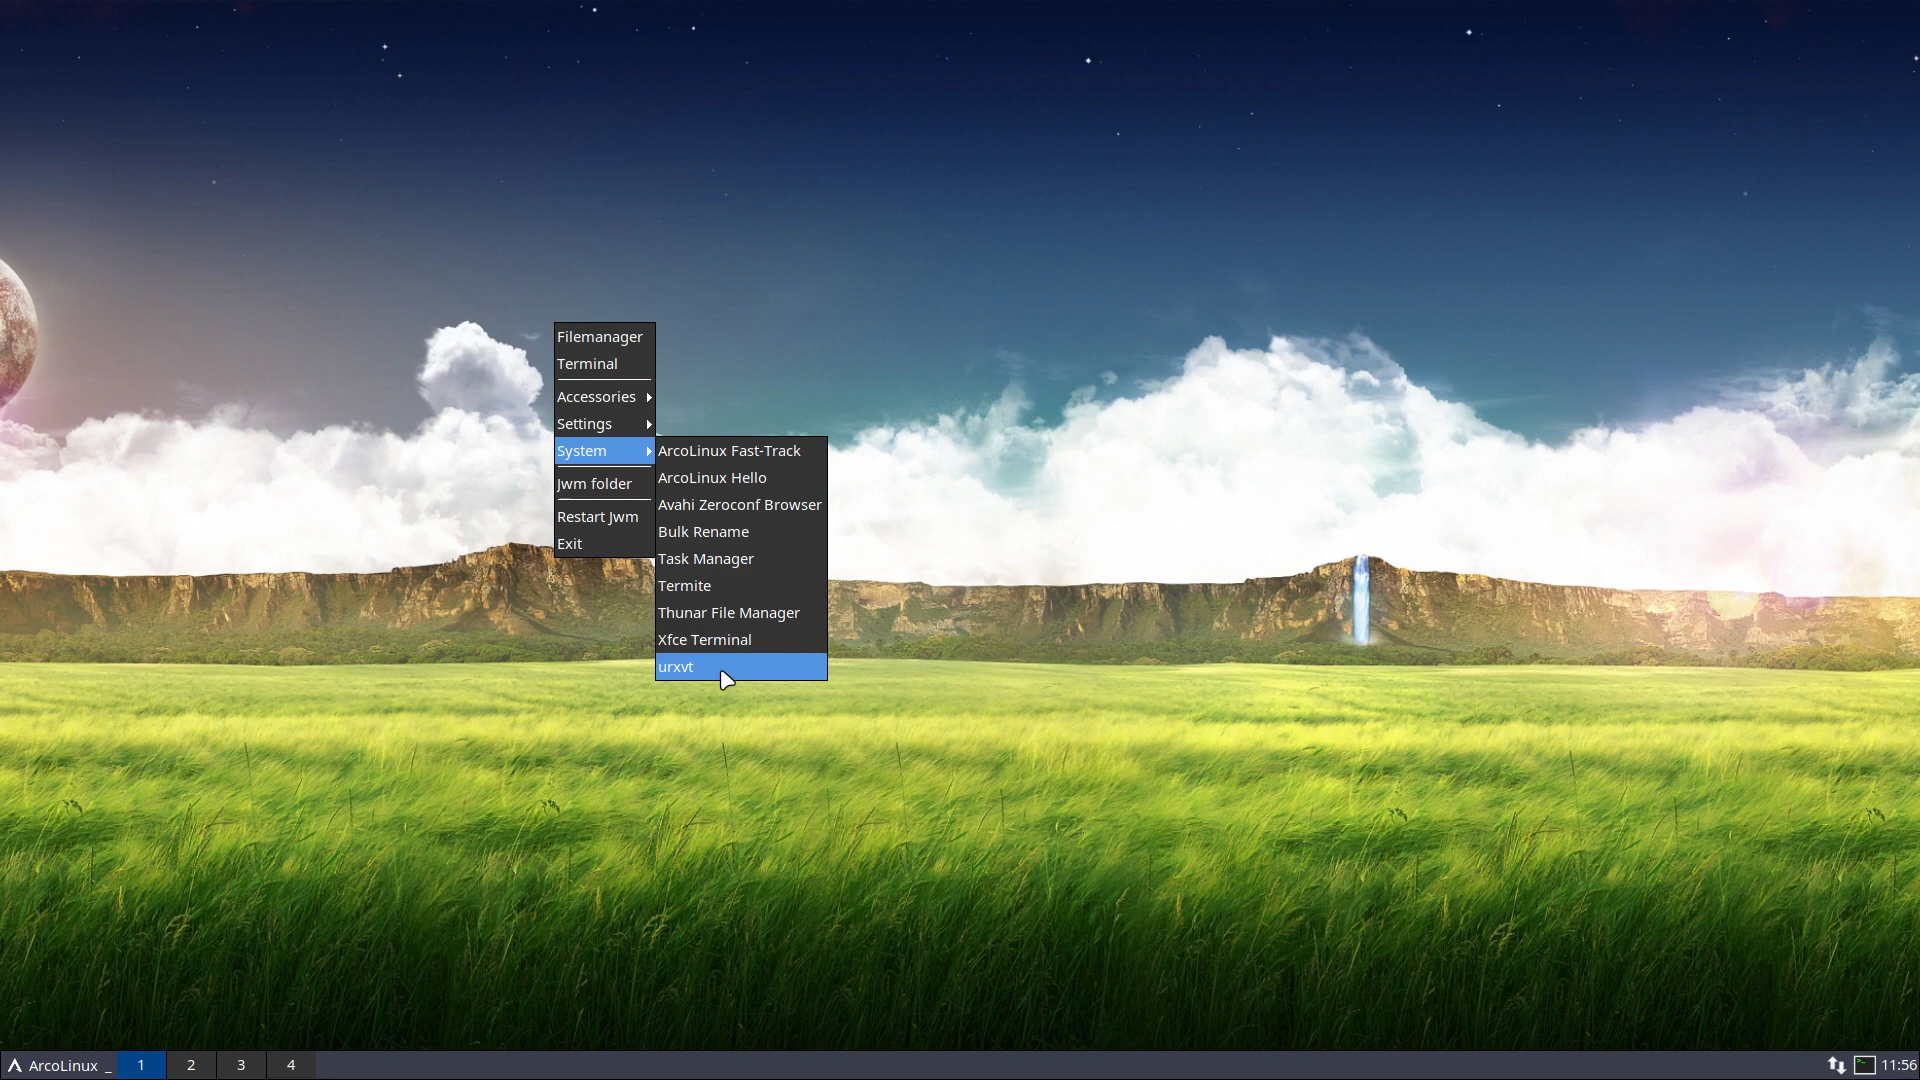 Filemanager
Terminal
Accessories
Settings
System
Jwm folder
Restart Jwm
Exit
ArcoLinux Fast-Track
ArcoLinux Hello
Avahi Zeroconf Browser
Bulk Rename
Task Manager
Termite
Thunar File Manager
Xfce Terminal
urxvt
ArcoLinux _ 1 2 3 4 11:56